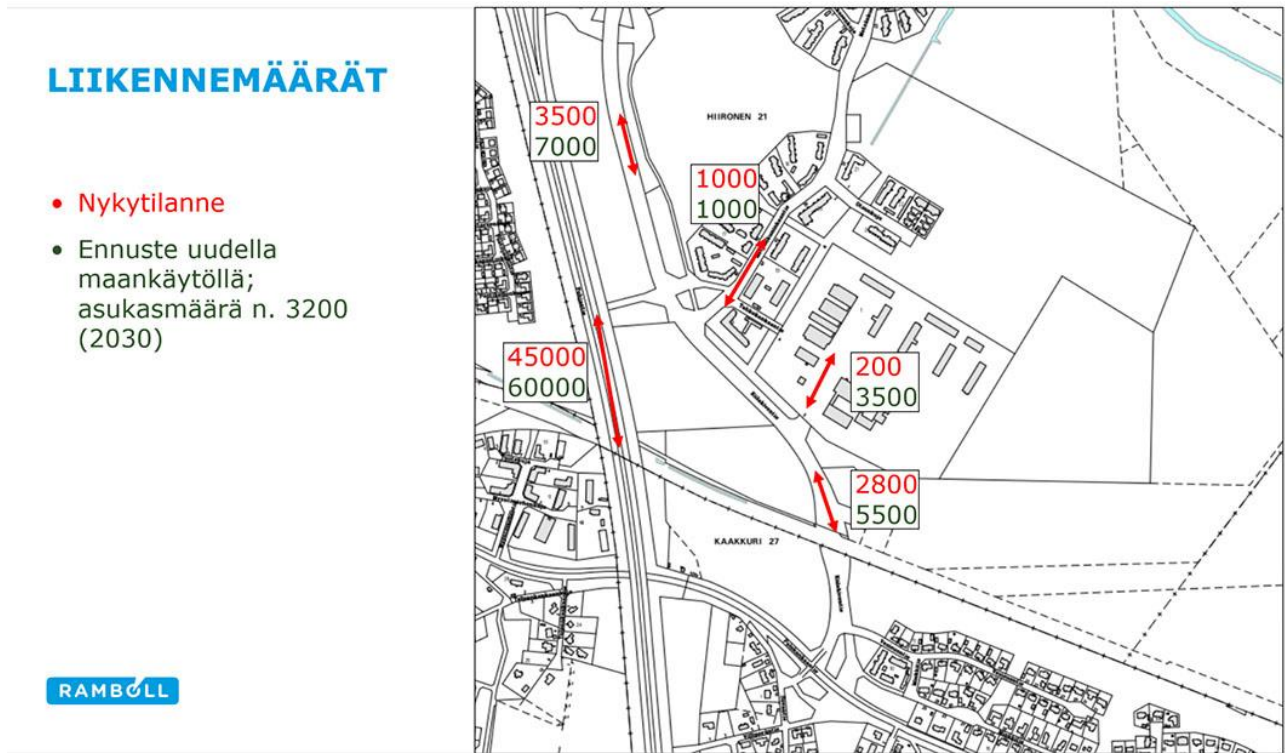 LIIKENNEMÄÄRÄT
• Nykytilanne
• Ennuste uudella
maankäytöllä;
asukasmäärä n. 3200
(2030)
RAMBOLL
3500
7000
HIIRONEN 21
1000
1000
45000
60000
200
3500
2800
5500
KAAKKURI 27